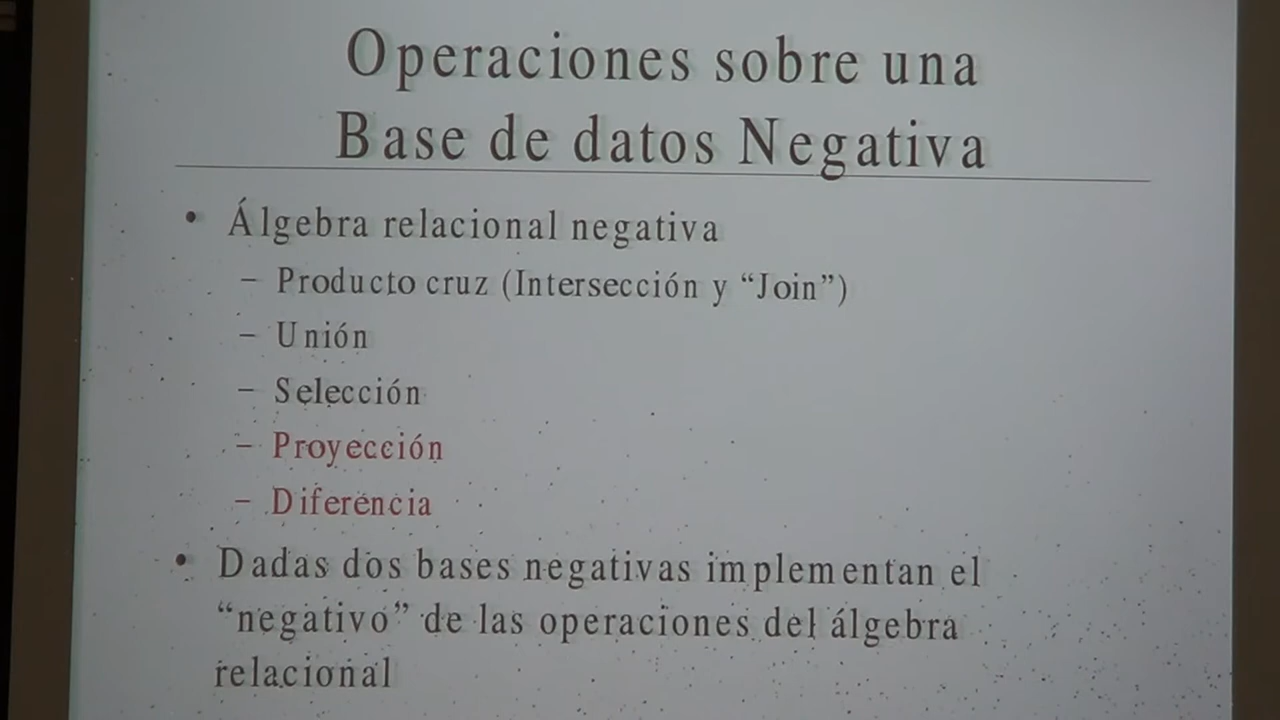 Operaciones sobre una
Base de datos Negativa
• Álgebra relacional negativa
– Producto cruz (Intersección y “Join”)
– Unión
– Selección
– Proyección
– Diferencia
• Dadas dos bases negativas implementan el
“negativo” de las operaciones del álgebra
relacional